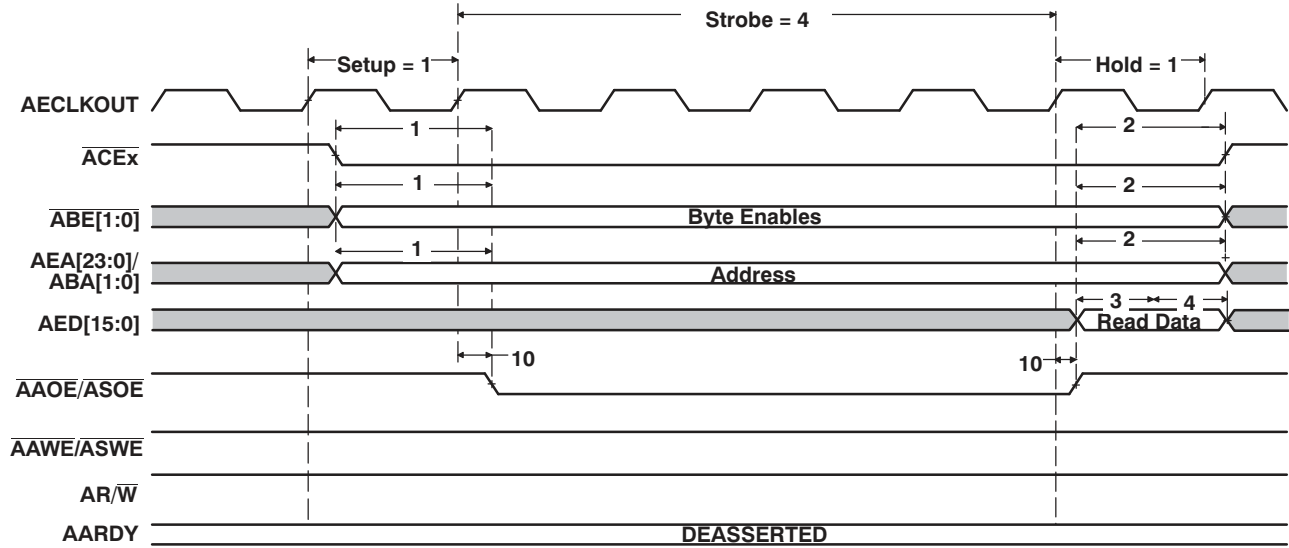 Strobe = 4
Setup = 1
Hold = 1
AECLKOUT
1
2
ACEx
1
2
ABE[1:0]
Byte Enables
1
2
AEA[23:0]/
ABA[1:0]
Address
3
4
AED[15:0]
Read Data
10
10
AAOE/ASOE
AAWE/ASWE
AR/W
AARDY
DEASSERTED